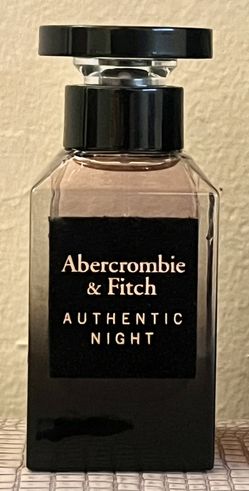 Abercrombie
& Fitch
AUTHENTIC
NIGHT